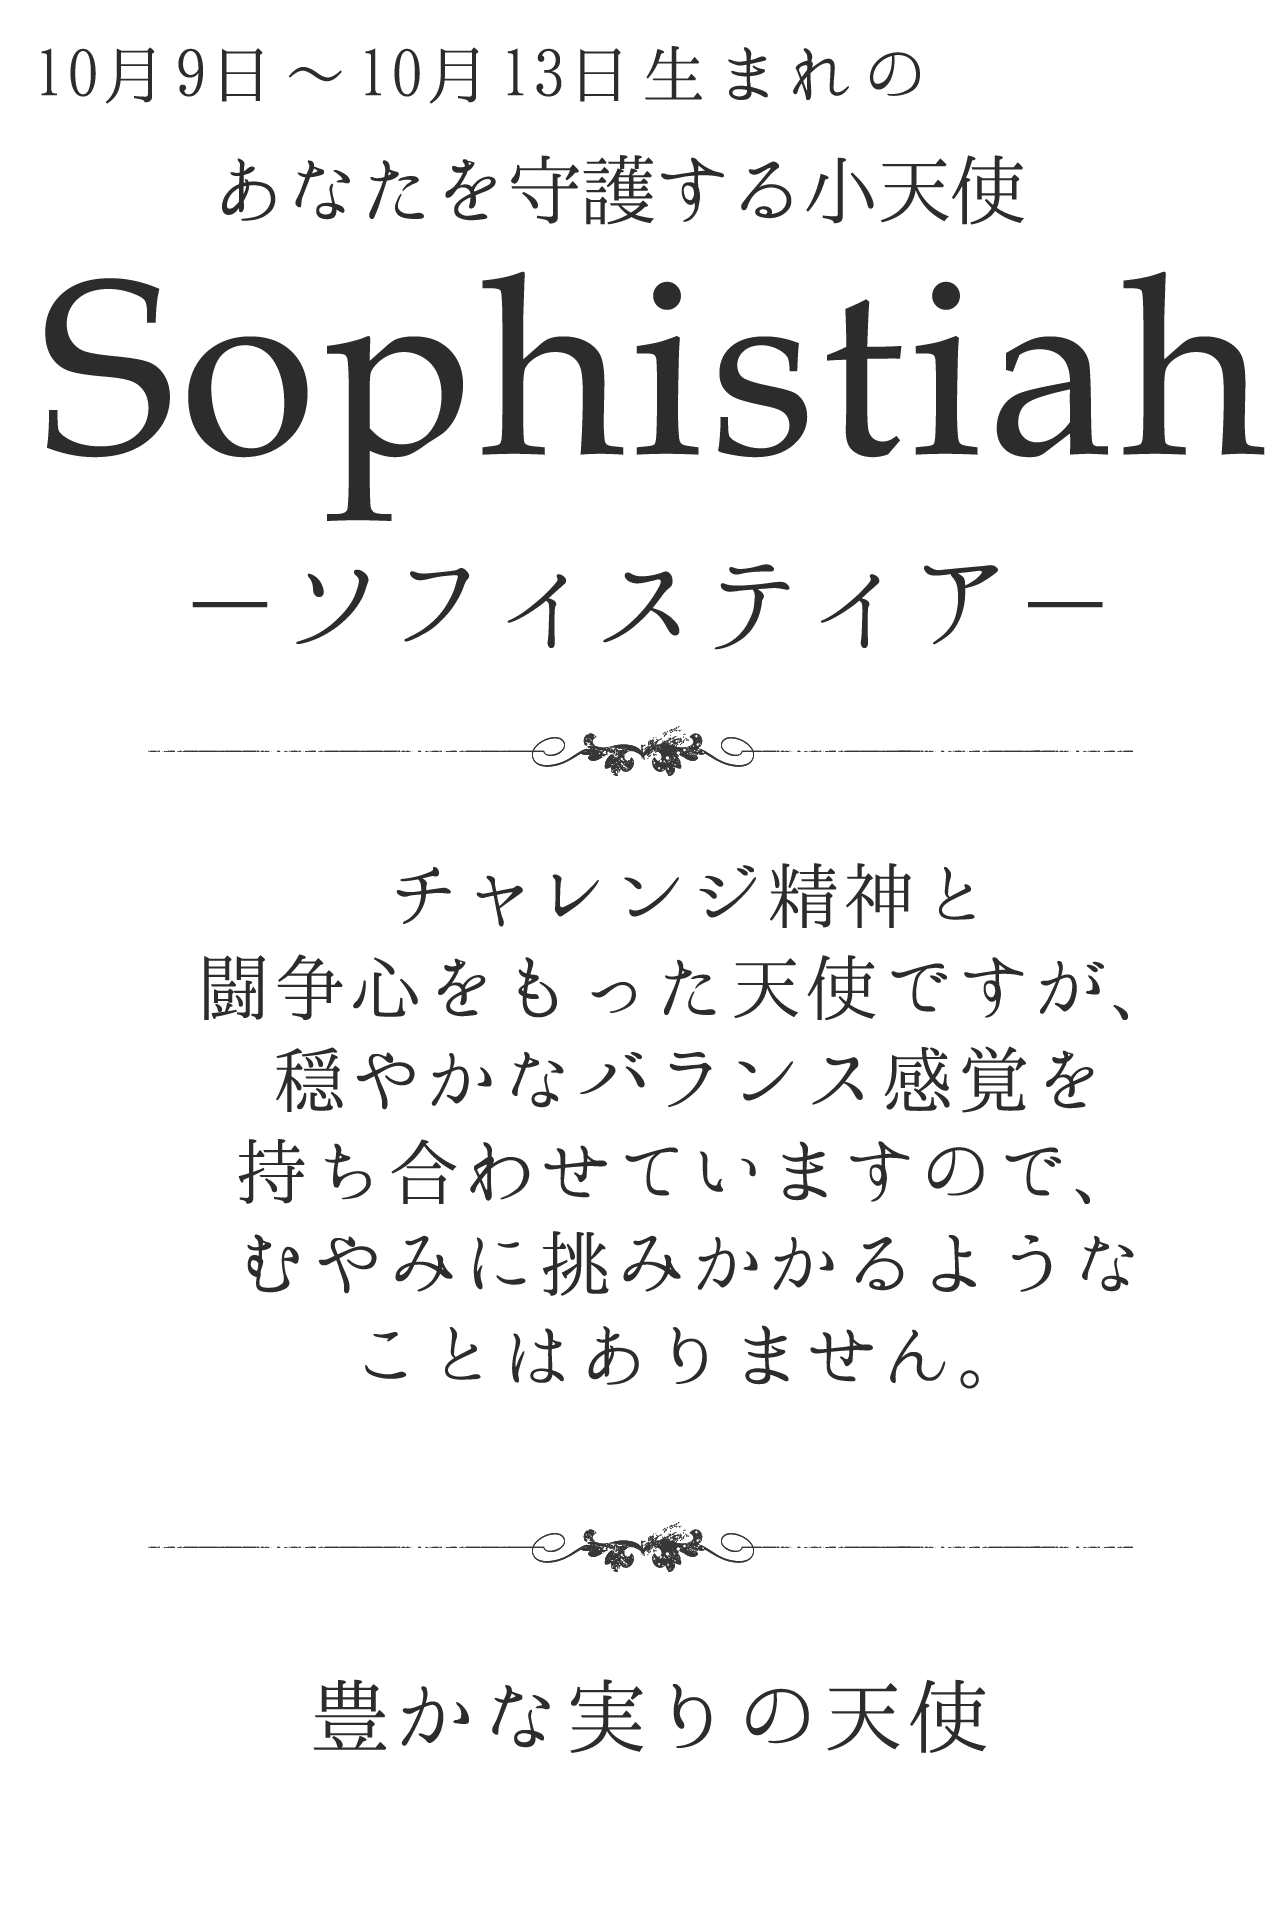 10月9日～10月13日生まれの
あなたを守護する小天使
Sophistiah
―ソフィスティア―
チャレンジ精神と
闘争心をもった天使ですが、
穏やかなバランス感覚を
持ち合わせていますので、
むやみに挑みかかるような
ことはありません。
豊かな実りの天使